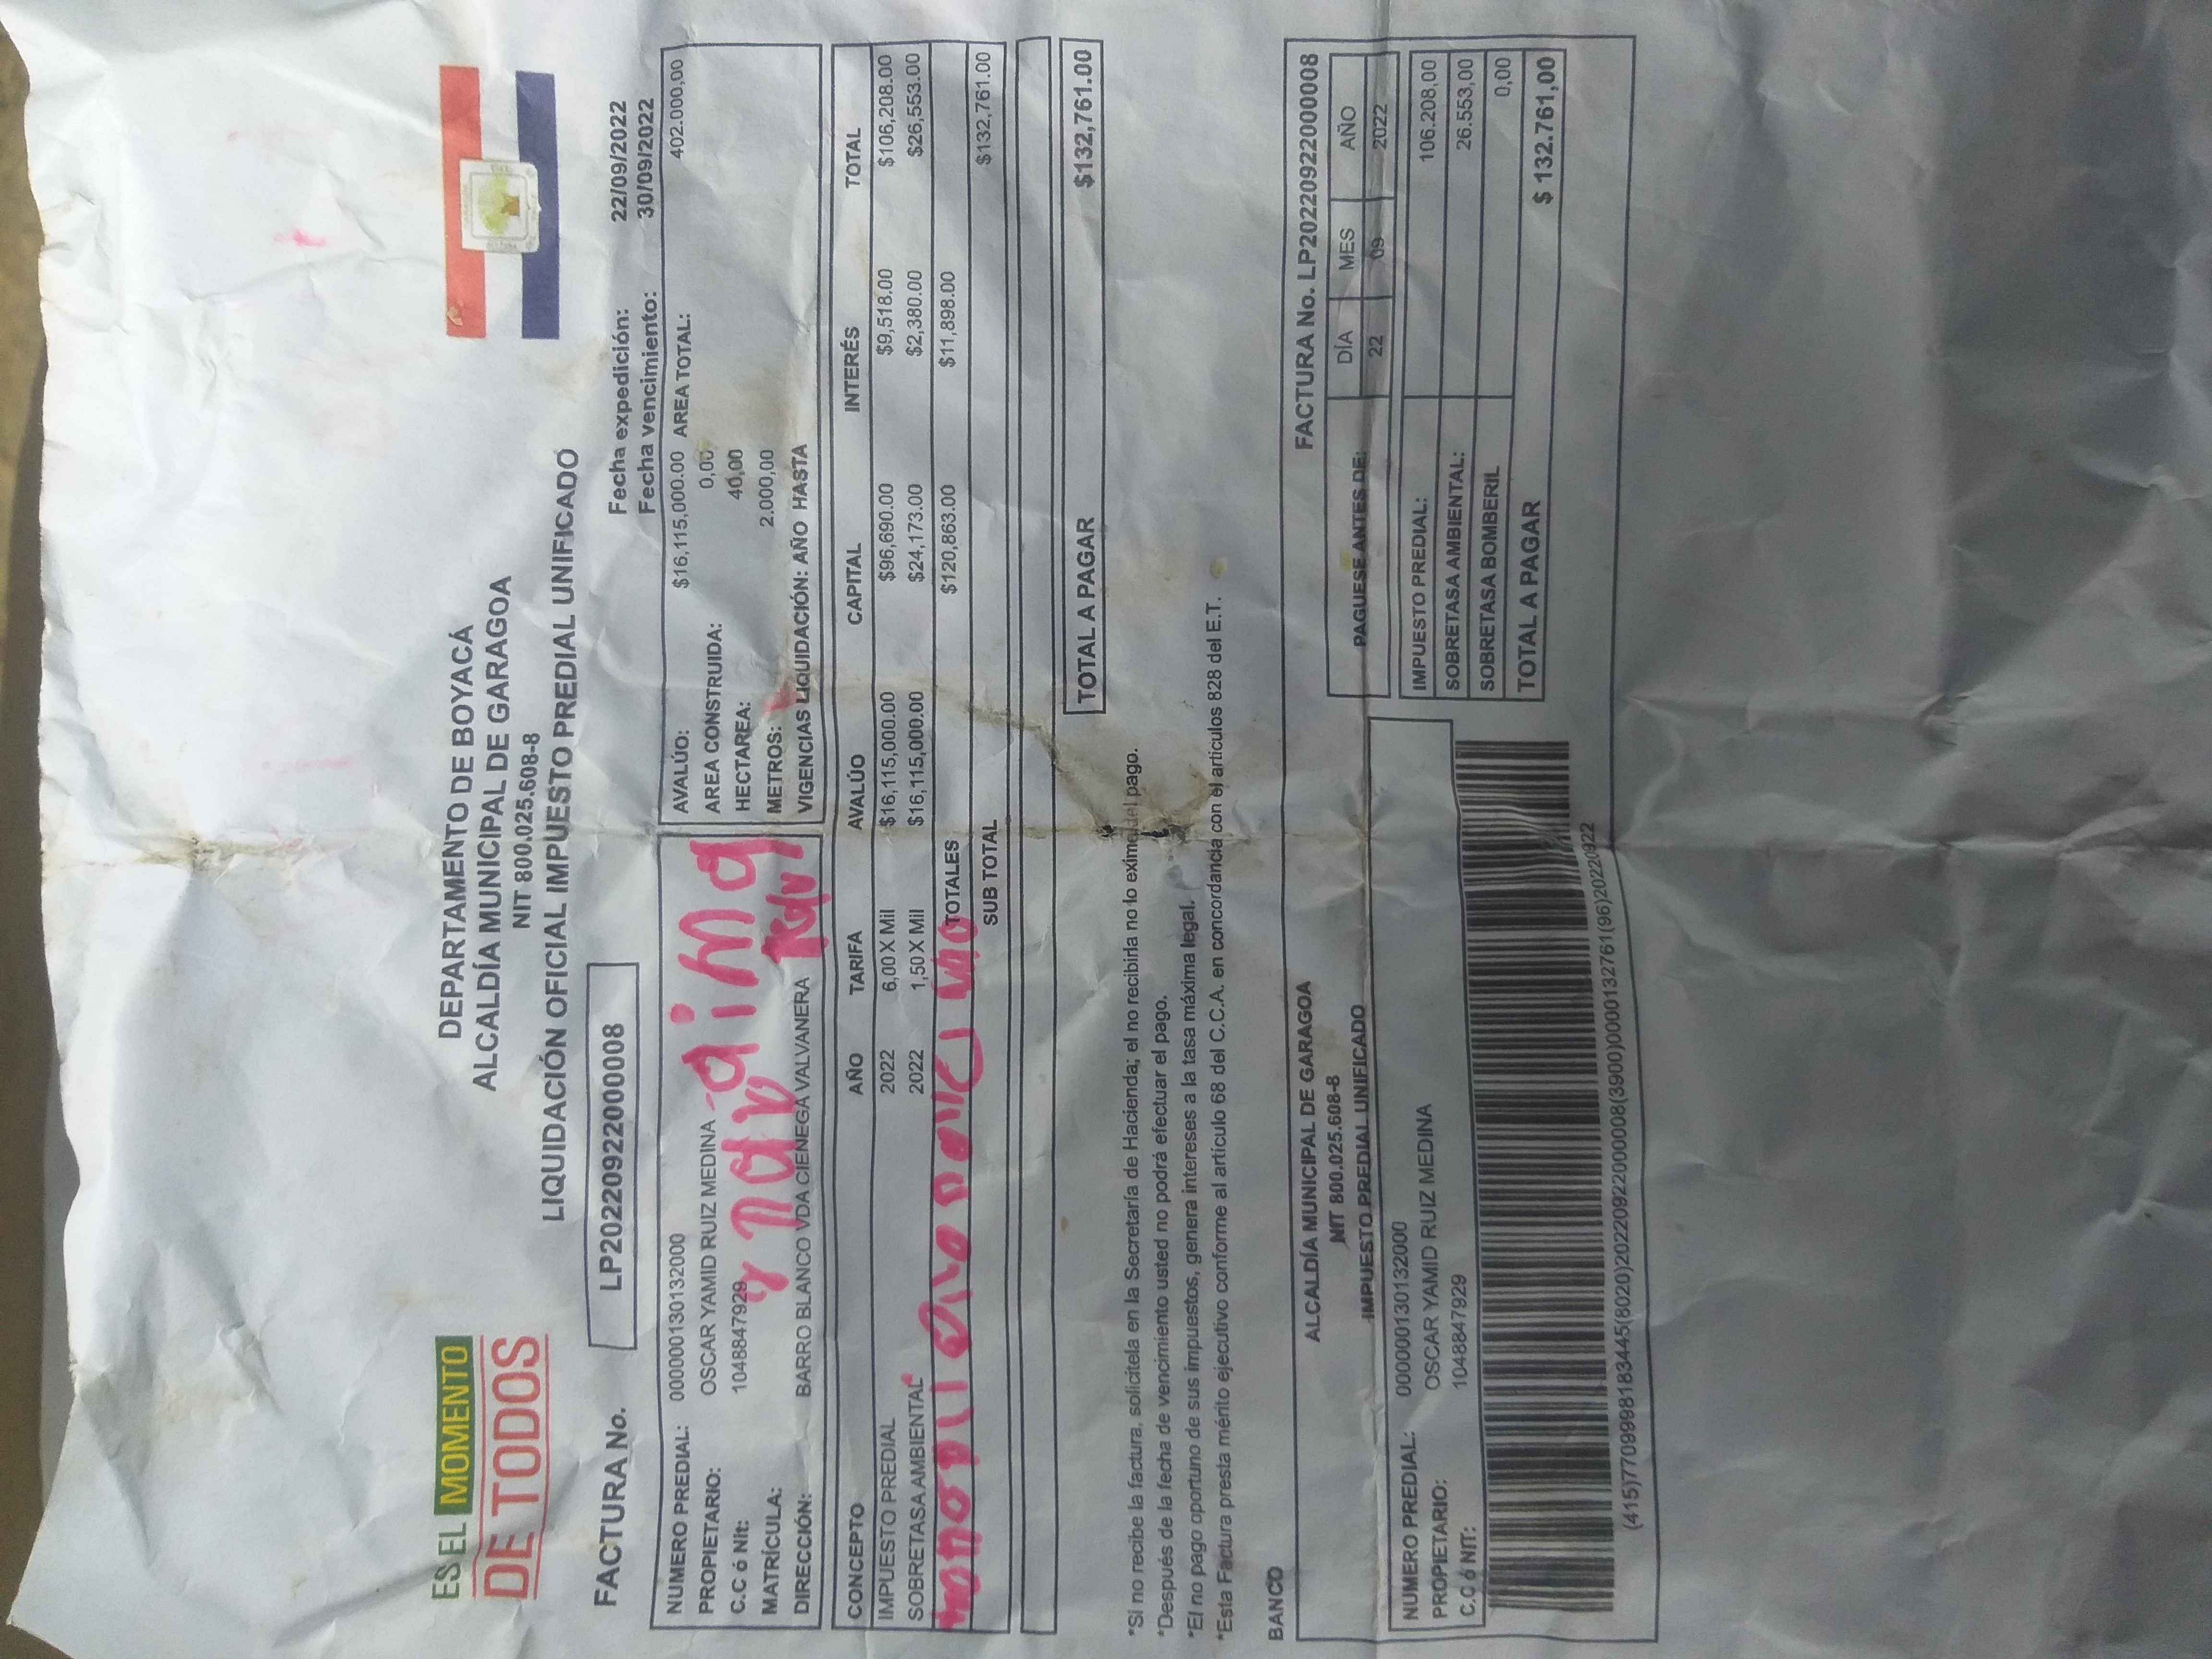 ES EL MOMENTO
DE TODOS
DEPARTAMENTO DE BOYACÁ
ALCALDÍA MUNICIPAL DE GARAGOA
NIT 800.025.608-8
LIQUIDACIÓN OFICIAL IMPUESTO PREDIAL UNIFICADO
FACTURA No. LP2022092200008
Fecha expedición: 22/09/2022
Fecha vencimiento: 30/09/2022
NUMERO PREDIAL: 000000130132000
PROPIETARIO: OSCAR YAMID RUIZ MEDINA
C.C ó Nit: 1048847929
MATRÍCULA:
DIRECCIÓN: BARRO BLANCO VDA CIENEGA VALVANERA
AVALÚO: $16,115,000.00 AREA TOTAL: 402.000,00
AREA CONSTRUIDA: 0,00
HECTAREA: 40,00
METROS: 2.000,00
VIGENCIAS LIQUIDACIÓN: AÑO HASTA
CONCEPTO AÑO TARIFA AVALÚO CAPITAL INTERÉS TOTAL
IMPUESTO PREDIAL 2022 6,00 X Mil $16,115,000.00 $96,690.00 $9,518.00 $106,208.00
SOBRETASA AMBIENTAL 2022 1,50 X Mil $16,115,000.00 $24,173.00 $2,380.00 $26,553.00
TOTALES $120,863.00 $11,898.00
SUB TOTAL $132,761.00
TOTAL A PAGAR $132,761.00
*Si no recibe la factura, solicítela en la Secretaría de Hacienda; el no recibirla no lo exime del pago.
*Después de la fecha de vencimiento usted no podrá efectuar el pago.
*El no pago oportuno de sus impuestos, genera intereses a la tasa máxima legal.
*Esta Factura presta mérito ejecutivo conforme al artículo 68 del C.C.A. en concordancia con el articulos 828 del E.T.
BANCO
ALCALDÍA MUNICIPAL DE GARAGOA
NIT 800.025.608-8
IMPUESTO PREDIAL UNIFICADO
FACTURA No. LP2022092200008
PAGUESE ANTES DE: DÍA MES AÑO
22 09 2022
NUMERO PREDIAL: 000000130132000
PROPIETARIO: OSCAR YAMID RUIZ MEDINA
C.C ó NIT: 1048847929
IMPUESTO PREDIAL: 106.208,00
SOBRETASA AMBIENTAL: 26.553,00
SOBRETASA BOMBERIL 0,00
TOTAL A PAGAR $ 132.761,00
(415)7709998183445(8020)2022092200008(3900)0000132761(96)20220922